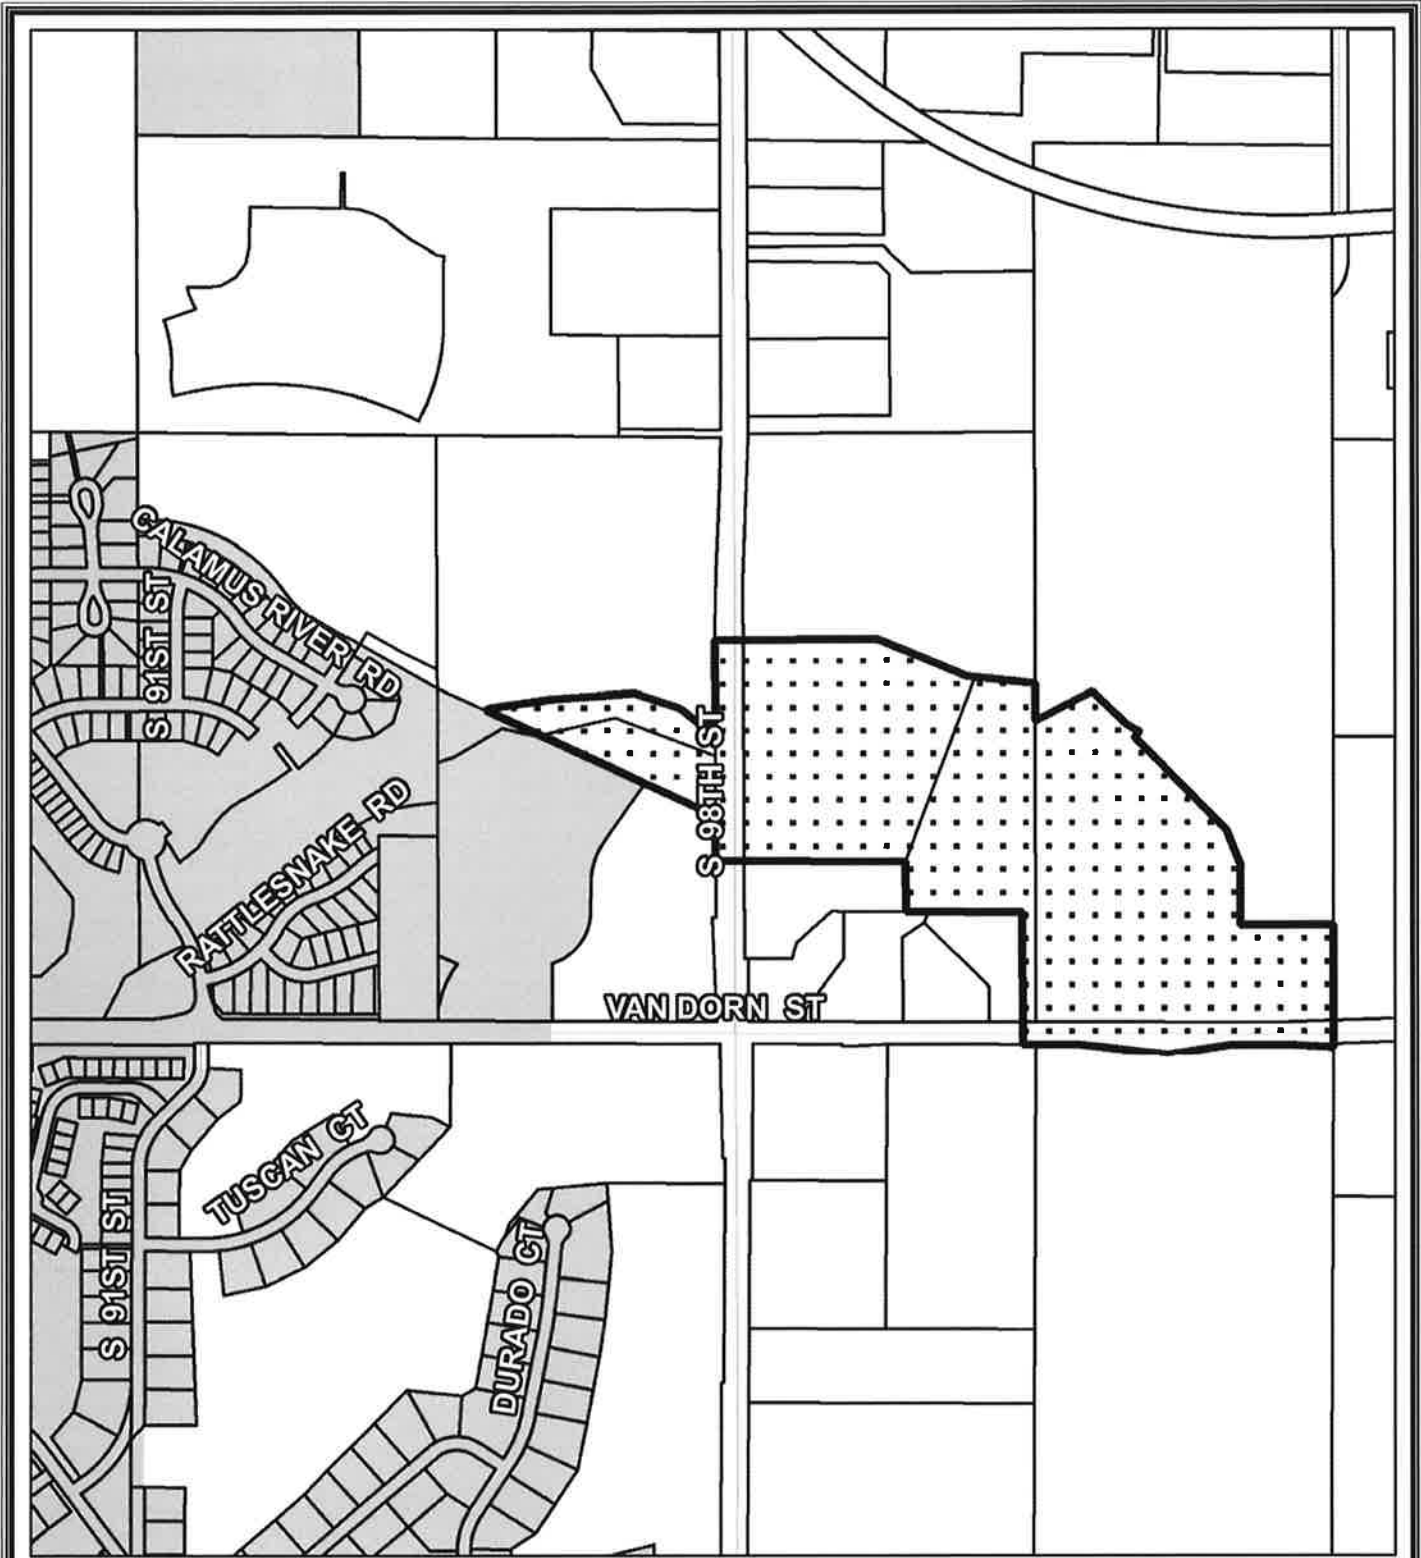 CALAMUS RIVER RD
S 91ST ST
RATTLESNAKE RD
S 98TH ST
VAN DORN ST
TUSCAN CT
S 91ST ST
DURADO CT